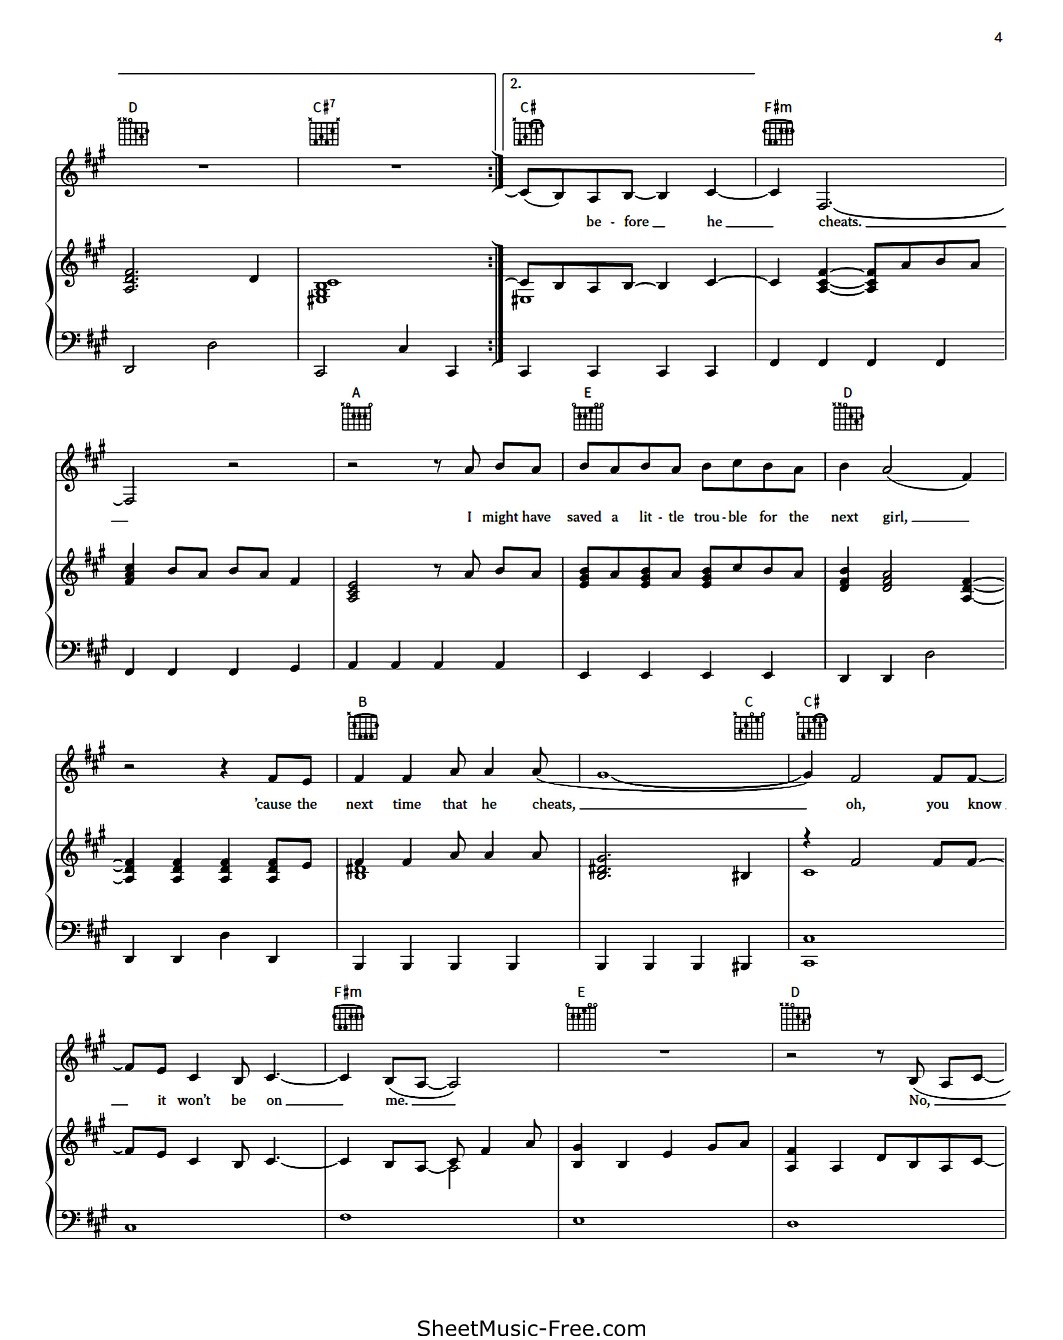 4
2.
D C♯7 C♯ F♯m
be - fore he cheats.
A E D
I might have saved a lit - tle trou - ble for the next girl,
B C C♯
'cause the next time that he cheats, oh, you know
F♯m E D
it won't be on me. No,
SheetMusic-Free.com